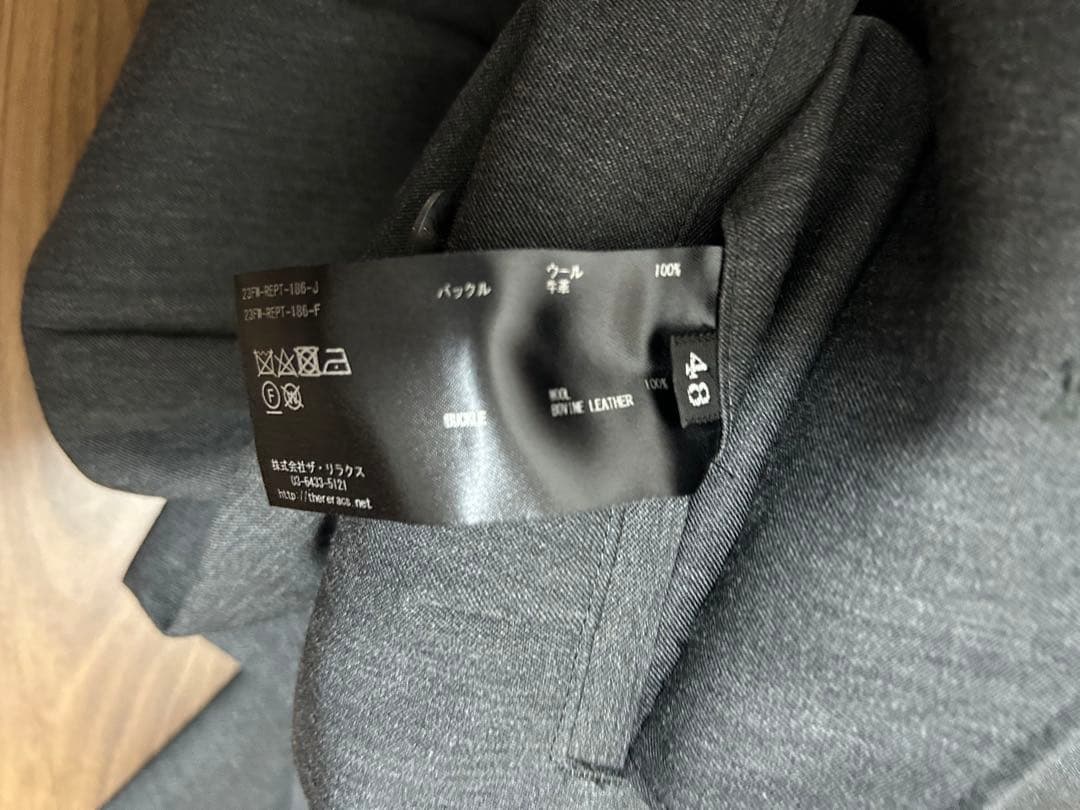 23FW-REPT-186-J
23FW-REPT-186-F
バックル
ウール 100%
牛革
F
BUCKLE
WOOL 100%
BOVINE LEATHER
48
株式会社ザ・リラクス
03-6433-5121
http://thereracs.net